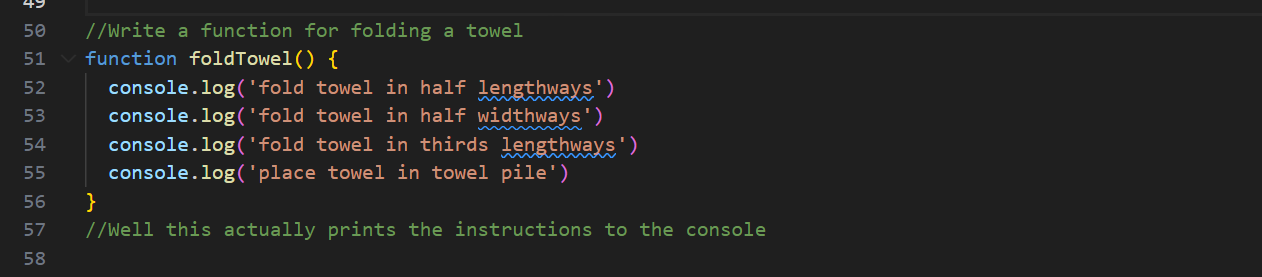 49
50 //Write a function for folding a towel
51 function foldTowel() {
52 console.log('fold towel in half lengthways')
53 console.log('fold towel in half widthways')
54 console.log('fold towel in thirds lengthways')
55 console.log('place towel in towel pile')
56 }
57 //Well this actually prints the instructions to the console
58